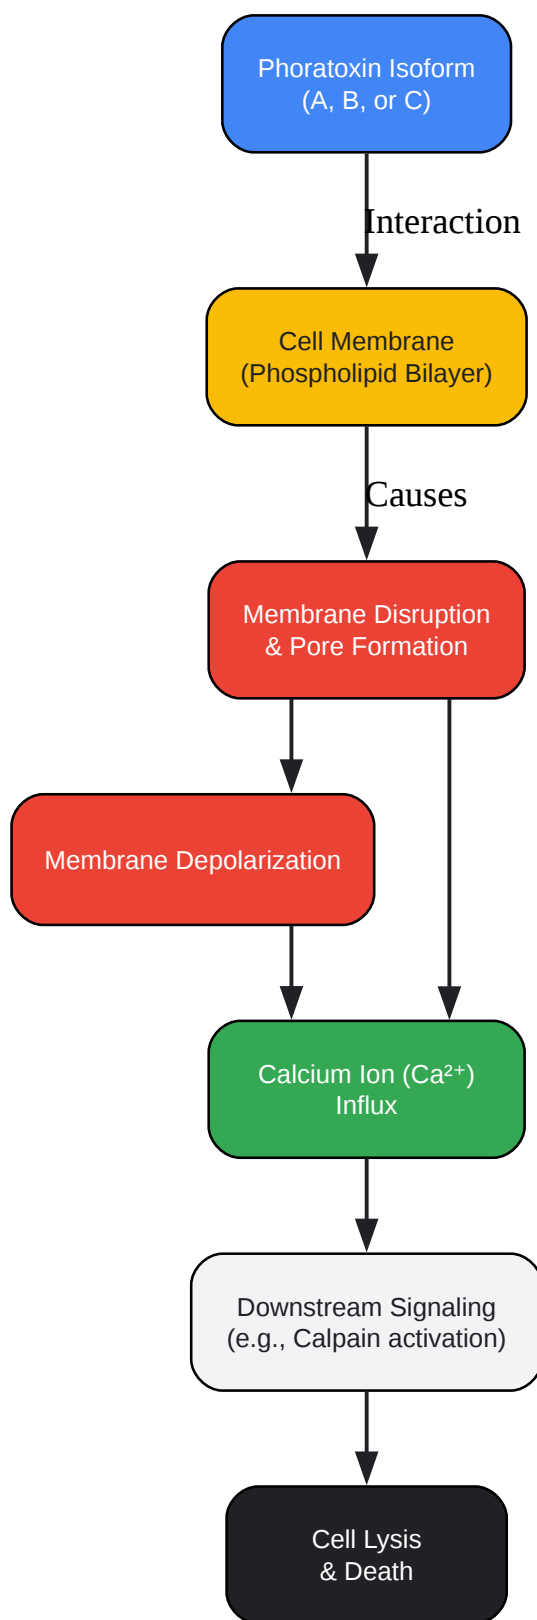 Phoratoxin Isoform
(A, B, or C)
Interaction
Cell Membrane
(Phospholipid Bilayer)
Causes
Membrane Disruption
& Pore Formation
Membrane Depolarization
Calcium Ion (Ca²⁺)
Influx
Downstream Signaling
(e.g., Calpain activation)
Cell Lysis
& Death